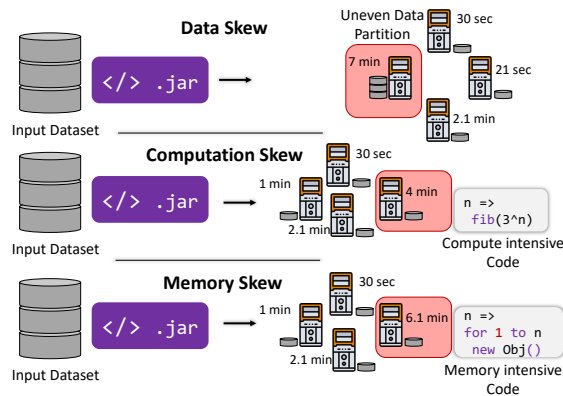 Data Skew
Uneven Data
Partition
30 sec
7 min
21 sec
2.1 min
</> .jar
Input Dataset
Computation Skew
30 sec
1 min
4 min
2.1 min
</> .jar
n =>
fib(3^n)
Compute intensive
Code
Input Dataset
Memory Skew
30 sec
1 min
6.1 min
2.1 min
</> .jar
n =>
for 1 to n
new Obj()
Memory intensive
Code
Input Dataset